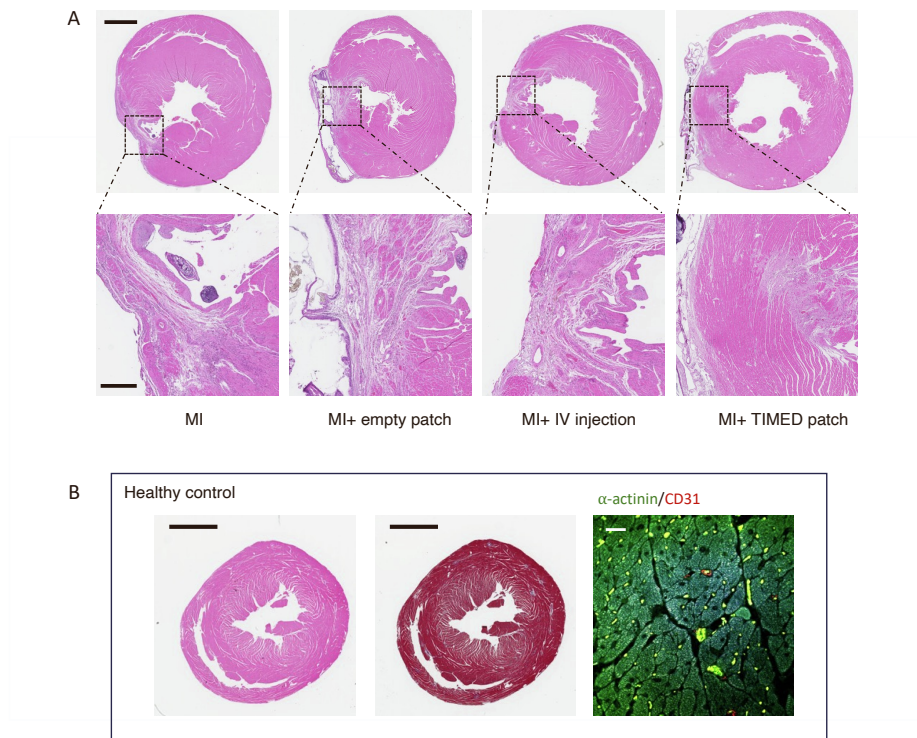 A
MI
MI+ empty patch
MI+ IV injection
MI+ TIMED patch
B
Healthy control
α-actinin/CD31